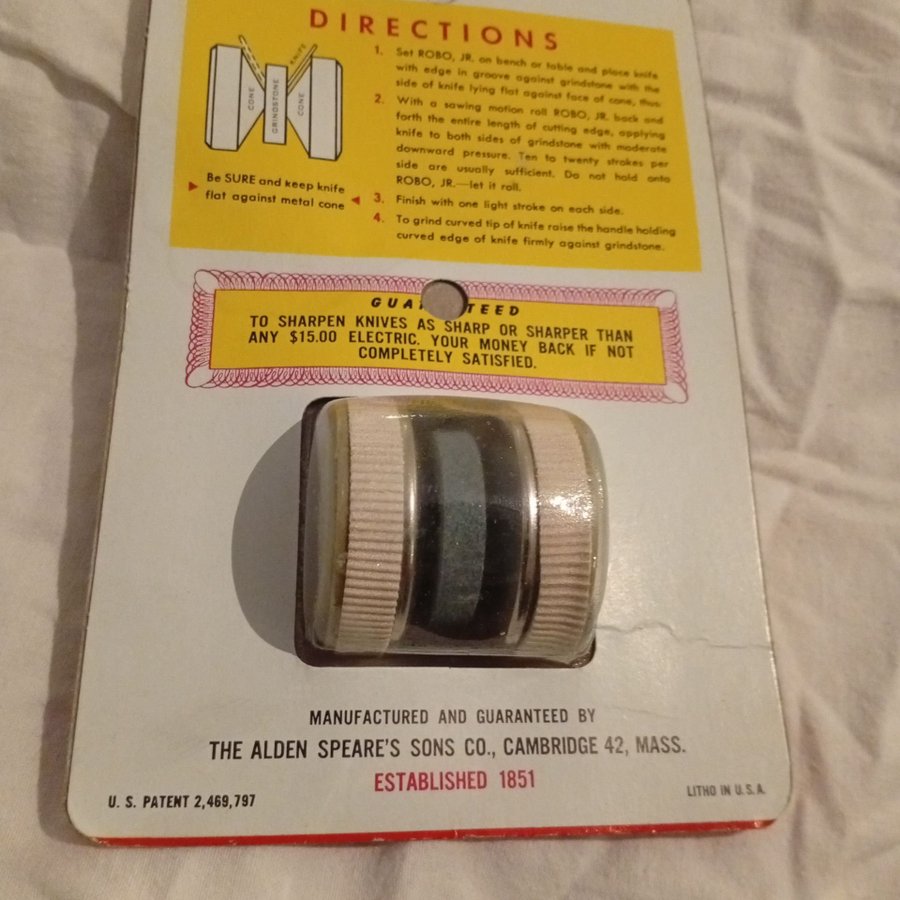 DIRECTIONS
KNIFE
CONE
GRINDSTONE
CONE
Be SURE and keep knife
flat against metal cone
1. Set ROBO, JR. on bench or table and place knife
with edge in groove against grindstone with the
side of knife lying flat against face of cone, thus:
2. With a sawing motion roll ROBO, JR. back and
forth the entire length of cutting edge, applying
knife to both sides of grindstone with moderate
downward pressure. Ten to twenty strokes per
side are usually sufficient. Do not hold onto
ROBO, JR.—let it roll.
3. Finish with one light stroke on each side.
4. To grind curved tip of knife raise the handle holding
curved edge of knife firmly against grindstone.
GUA TEED
TO SHARPEN KNIVES AS SHARP OR SHARPER THAN
ANY $15.00 ELECTRIC. YOUR MONEY BACK IF NOT
COMPLETELY SATISFIED.
MANUFACTURED AND GUARANTEED BY
THE ALDEN SPEARE'S SONS CO., CAMBRIDGE 42, MASS.
ESTABLISHED 1851
U. S. PATENT 2,469,797
LITHO IN U.S.A.